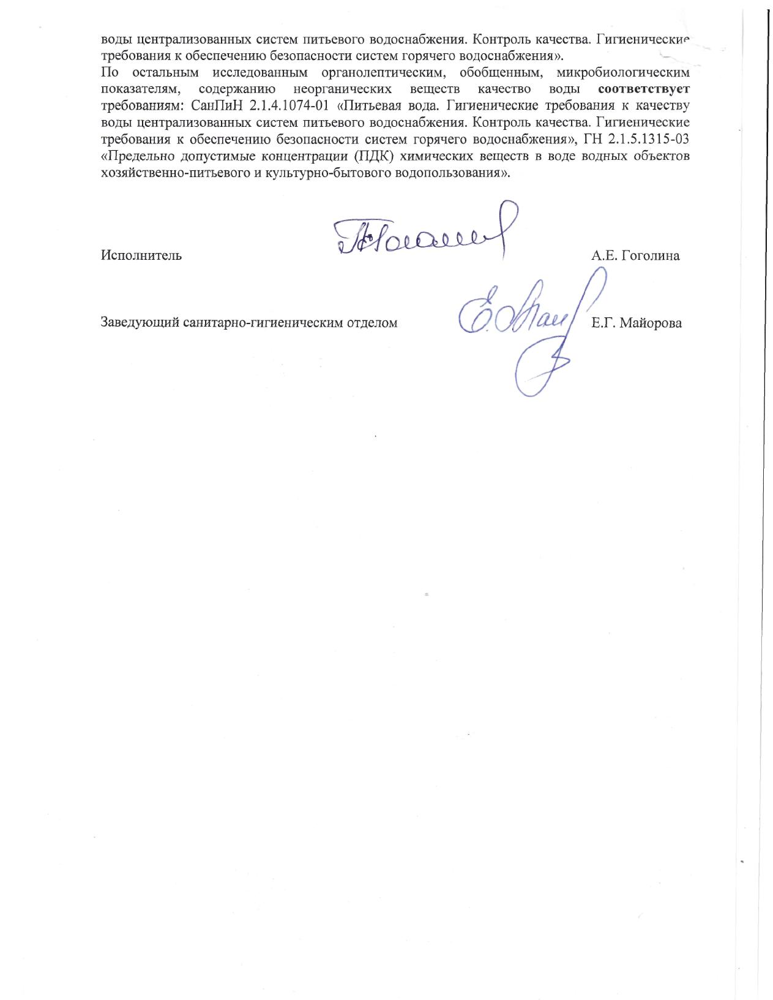 воды централизованных систем питьевого водоснабжения. Контроль качества. Гигиенические
требования к обеспечению безопасности систем горячего водоснабжения».
По остальным исследованным органолептическим, обобщенным, микробиологическим
показателям, содержанию неорганических веществ качество воды соответствует
требованиям: СанПиН 2.1.4.1074-01 «Питьевая вода. Гигиенические требования к качеству
воды централизованных систем питьевого водоснабжения. Контроль качества. Гигиенические
требования к обеспечению безопасности систем горячего водоснабжения», ГН 2.1.5.1315-03
«Предельно допустимые концентрации (ПДК) химических веществ в воде водных объектов
хозяйственно-питьевого и культурно-бытового водопользования».
Исполнитель А.Е. Гоголина
Заведующий санитарно-гигиеническим отделом Е.Г. Майорова